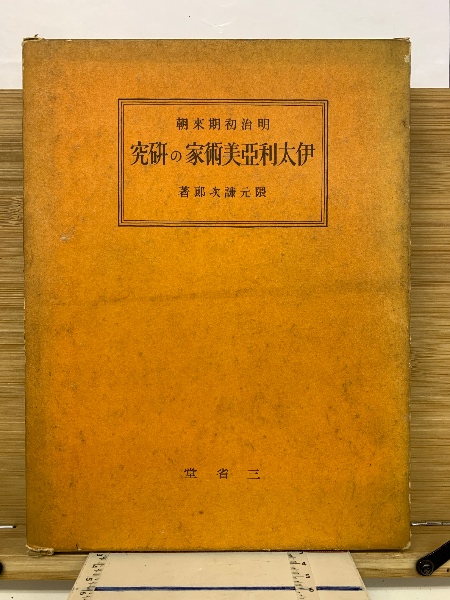 明治初期来朝
伊太利亞美術家の研究
隈元謙次郎著
三省堂